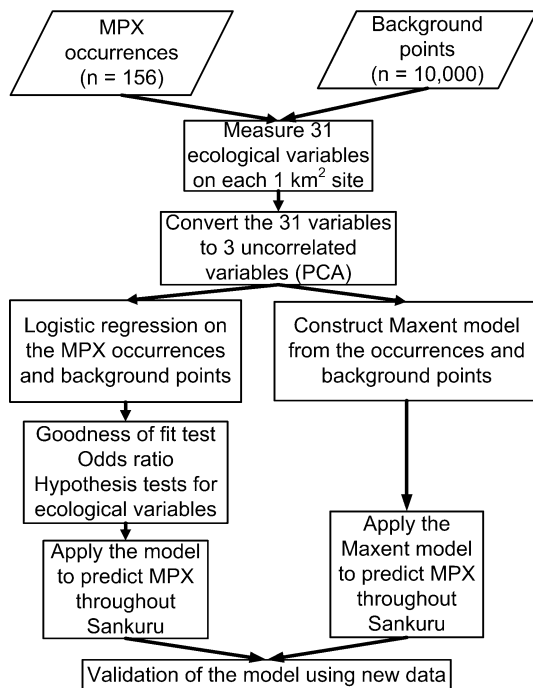 MPX
occurrences
(n = 156)
Background
points
(n = 10,000)
Measure 31
ecological variables
on each 1 km² site
Convert the 31 variables
to 3 uncorrelated
variables (PCA)
Logistic regression on
the MPX occurrences
and background points
Construct Maxent model
from the occurrences and
background points
Goodness of fit test
Odds ratio
Hypothesis tests for
ecological variables
Apply the model
to predict MPX
throughout
Sankuru
Apply the
Maxent model
to predict MPX
throughout
Sankuru
Validation of the model using new data